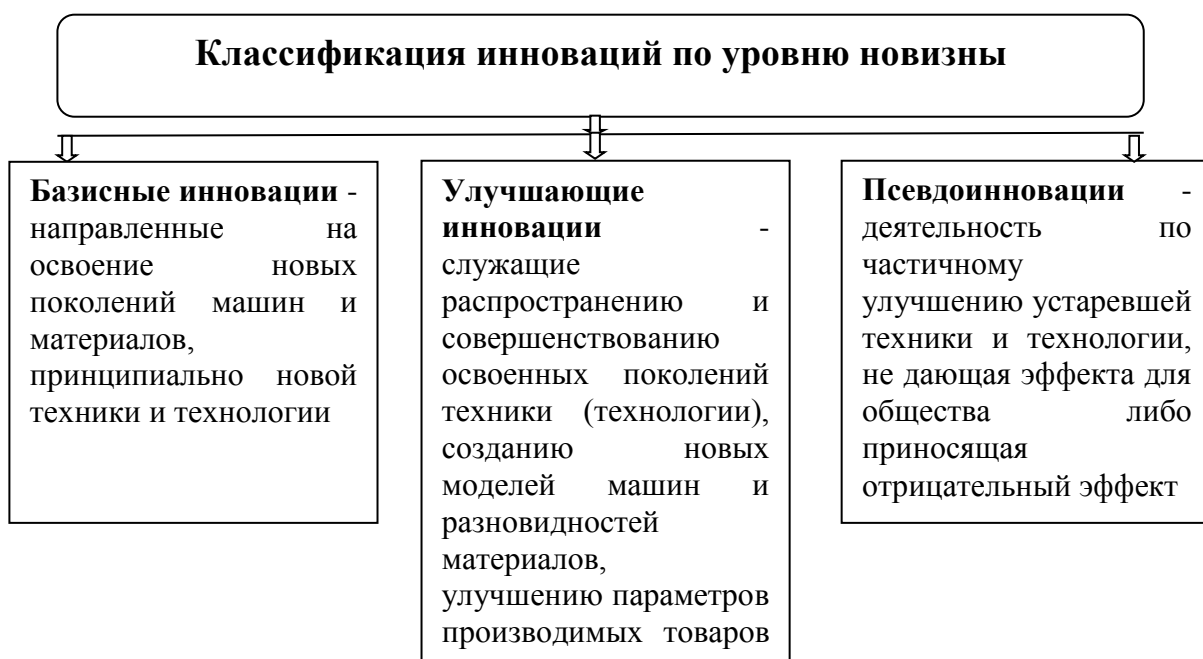 Классификация инноваций по уровню новизны
Базисные инновации -
направленные на
освоение новых
поколений машин и
материалов,
принципиально новой
техники и технологии
Улучшающие
инновации -
служащие
распространению и
совершенствованию
освоенных поколений
техники (технологии),
созданию новых
моделей машин и
разновидностей
материалов,
улучшению параметров
производимых товаров
Псевдоинновации -
деятельность по
частичному
улучшению устаревшей
техники и технологии,
не дающая эффекта для
общества либо
приносящая
отрицательный эффект